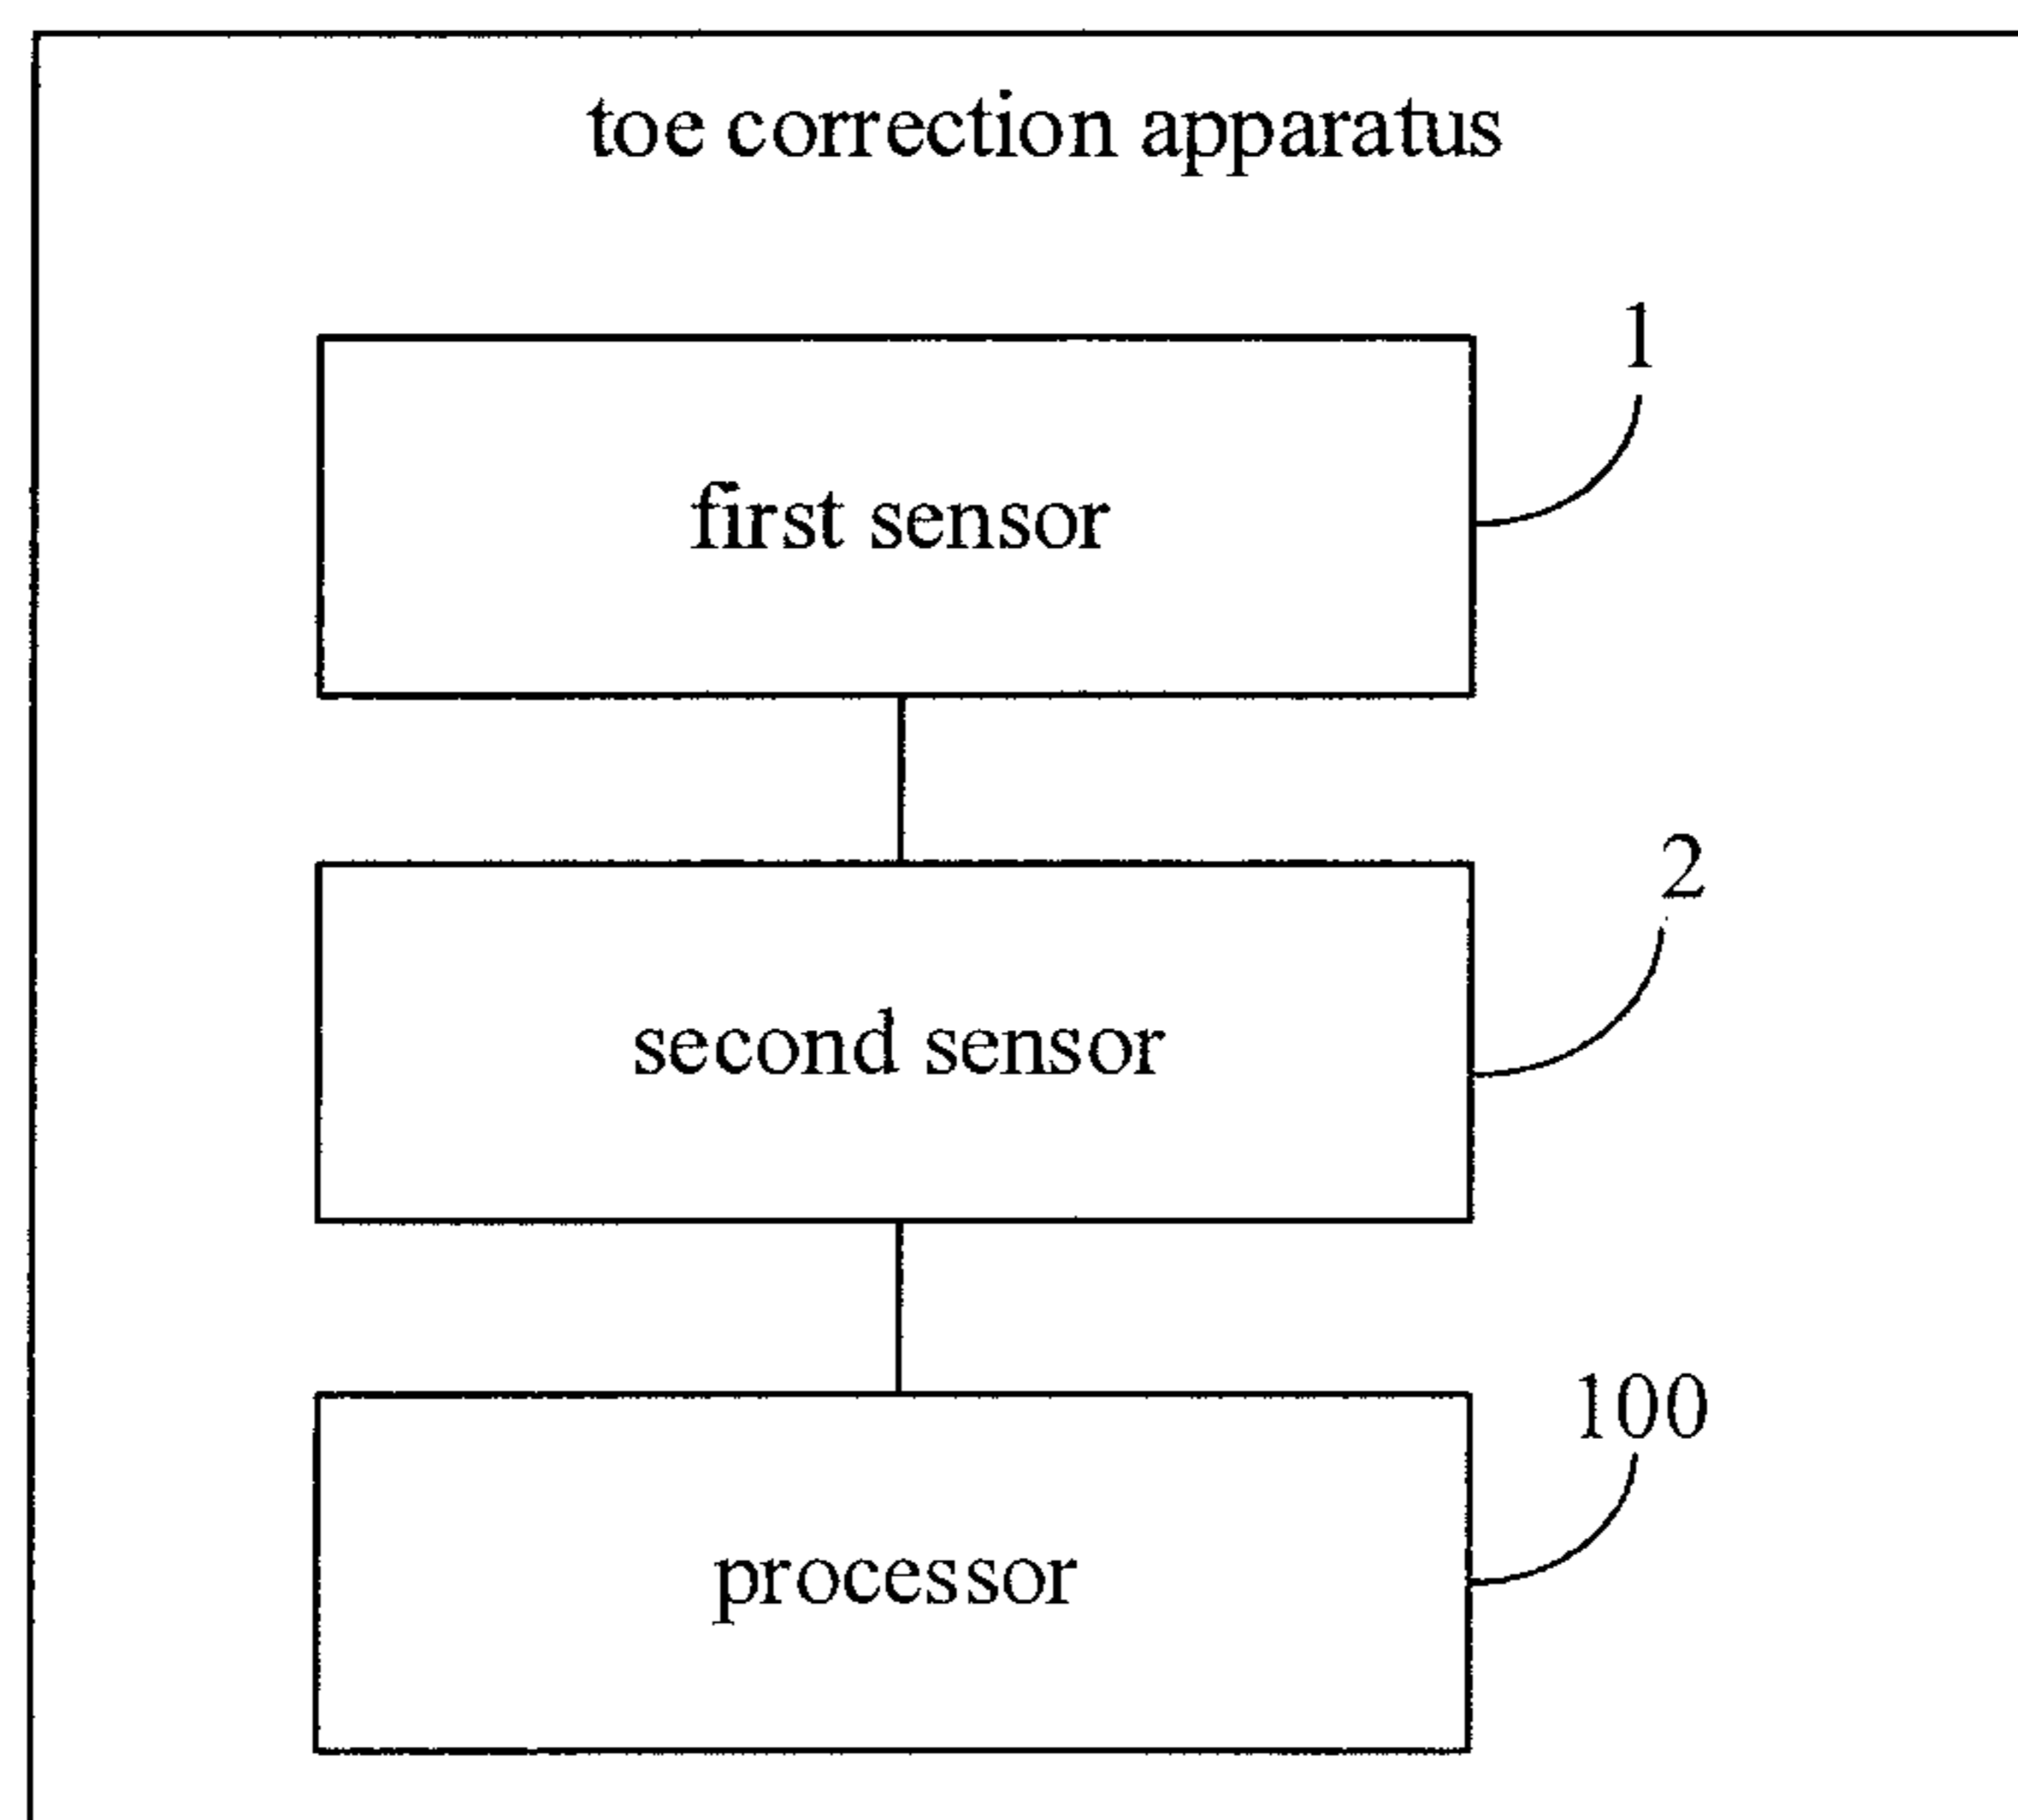 toe correction apparatus
1
first sensor
2
second sensor
100
processor